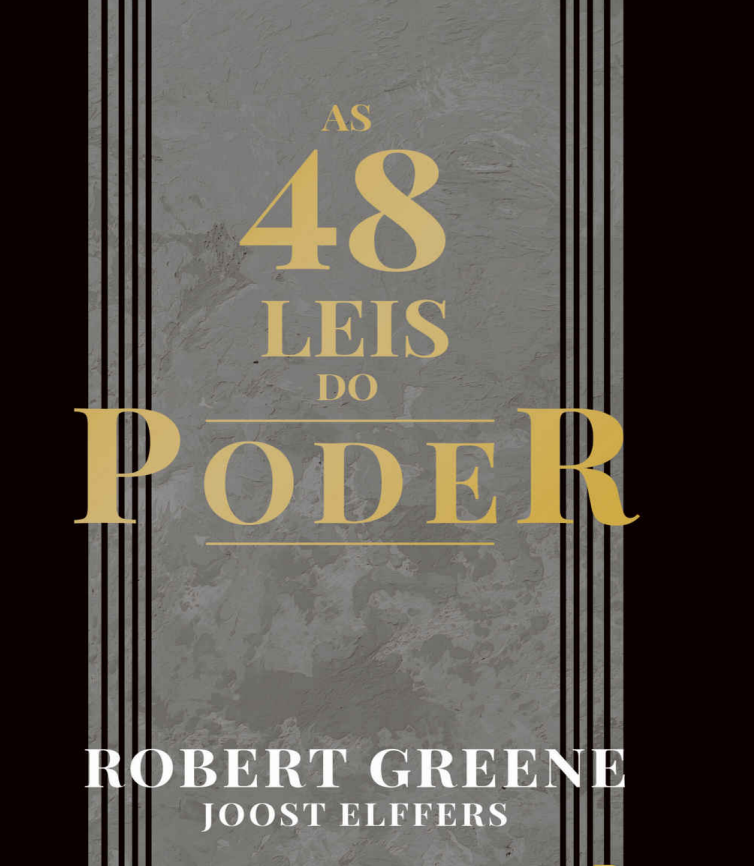 AS
48
LEIS
DO
PODER
ROBERT GREENE
JOOST ELFFERS